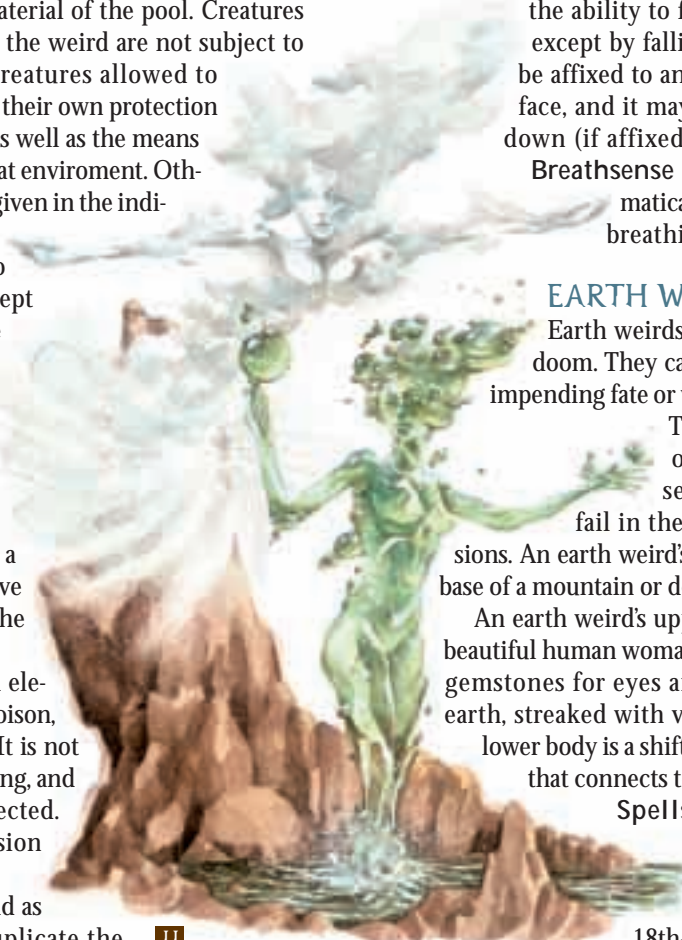 aterial of the pool. Creatures
the weird are not subject to
reatures allowed to
their own protection
s well as the means
at enviroment. Oth-
given in the indi-
o
ept
a
ve
he
ele-
oison,
It is not
ng, and
ected.
sion
d as
uplicate the
the ability to f
except by falli
be affixed to an
face, and it may
down (if affixed
Breathsense
matica
breathi
EARTH W
Earth weirds
doom. They ca
impending fate or
T
o
se
fail in the
sions. An earth weird's
base of a mountain or d
An earth weird's up
beautiful human woma
gemstones for eyes a
earth, streaked with v
lower body is a shift
that connects t
Spells
18th